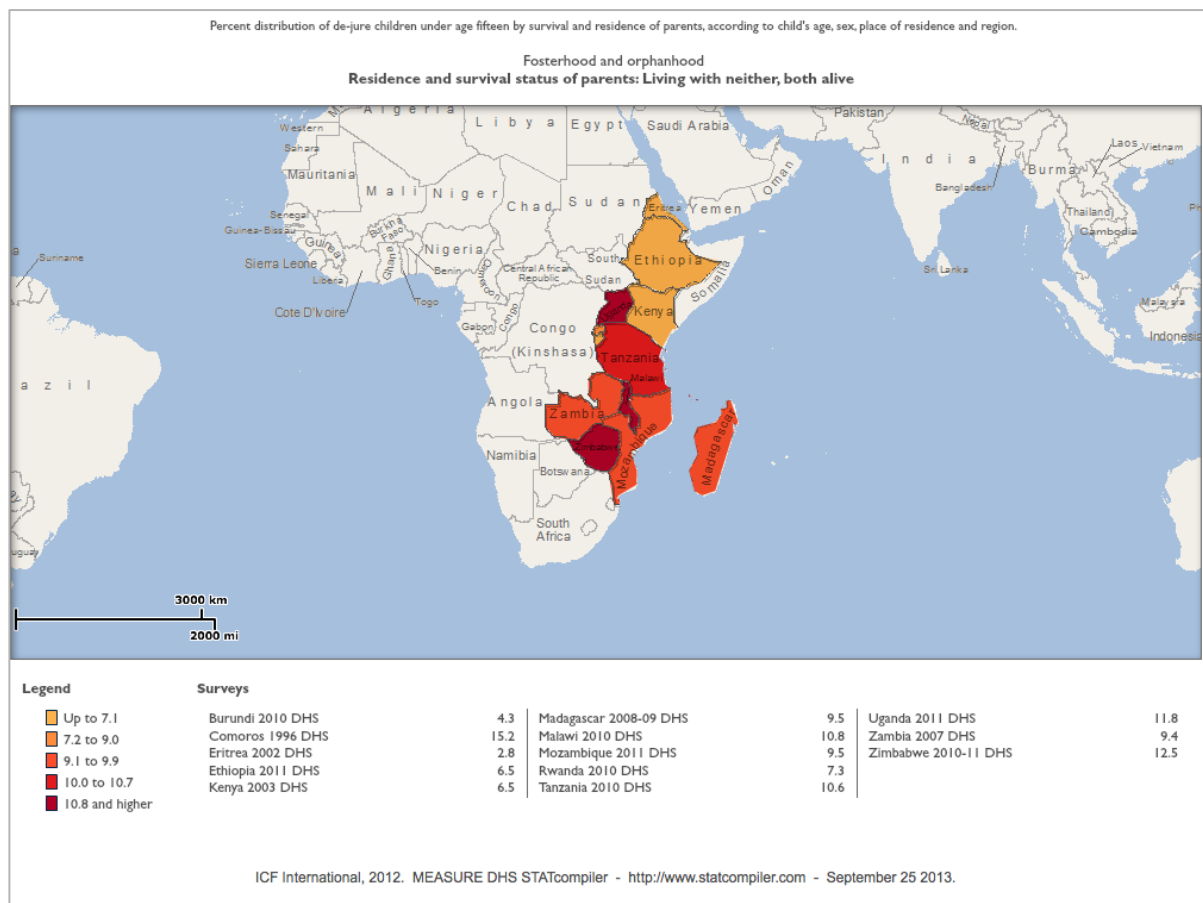 Percent distribution of de-jure children under age fifteen by survival and residence of parents, according to child's age, sex, place of residence and region.
Fosterhood and orphanhood
Residence and survival status of parents: Living with neither, both alive
Algeria
Libya
Egypt
Saudi Arabia
Pakistan
Nepal
Western Sahara
Mauritania
Mali
Niger
Chad
Sudan
Eritrea
Yemen
Oman
India
Bangladesh
Burma
Laos
Vietnam
Thailand
Cambodia
Senegal
Guinea-Bissau
Guinea
Sierra Leone
Liberia
Cote D'Ivoire
Burkina Faso
Ghana
Togo
Benin
Nigeria
Cameroon
Central African Republic
South Sudan
Ethiopia
Somalia
Sri Lanka
Malaysia
Indonesia
Suriname
Gabon
Congo
Congo (Kinshasa)
Uganda
Kenya
Tanzania
Malawi
Angola
Zambia
Mozambique
Madagascar
Zimbabwe
Namibia
Botswana
South Africa
azil
uguay
3000 km
2000 mi
Legend
Up to 7.1
7.2 to 9.0
9.1 to 9.9
10.0 to 10.7
10.8 and higher
Surveys
Burundi 2010 DHS 4.3
Comoros 1996 DHS 15.2
Eritrea 2002 DHS 2.8
Ethiopia 2011 DHS 6.5
Kenya 2003 DHS 6.5
Madagascar 2008-09 DHS 9.5
Malawi 2010 DHS 10.8
Mozambique 2011 DHS 9.5
Rwanda 2010 DHS 7.3
Tanzania 2010 DHS 10.6
Uganda 2011 DHS 11.8
Zambia 2007 DHS 9.4
Zimbabwe 2010-11 DHS 12.5
ICF International, 2012. MEASURE DHS STATcompiler - http://www.statcompiler.com - September 25 2013.